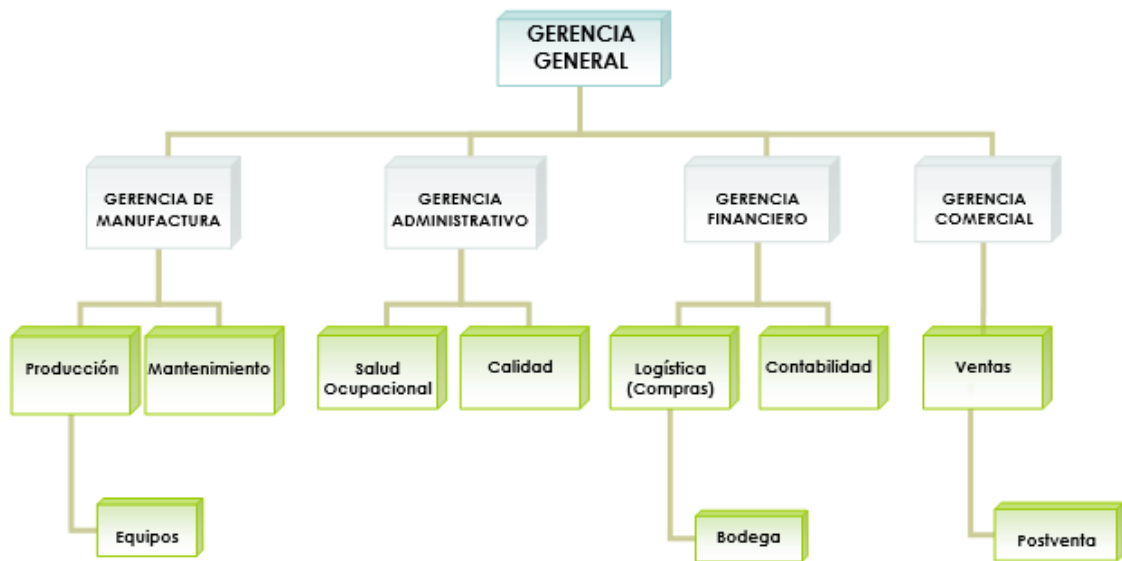 GERENCIA
GENERAL
GERENCIA DE
MANUFACTURA
GERENCIA
ADMINISTRATIVO
GERENCIA
FINANCIERO
GERENCIA
COMERCIAL
Producción
Mantenimiento
Salud
Ocupacional
Calidad
Logística
(Compras)
Contabilidad
Ventas
Equipos
Bodega
Postventa